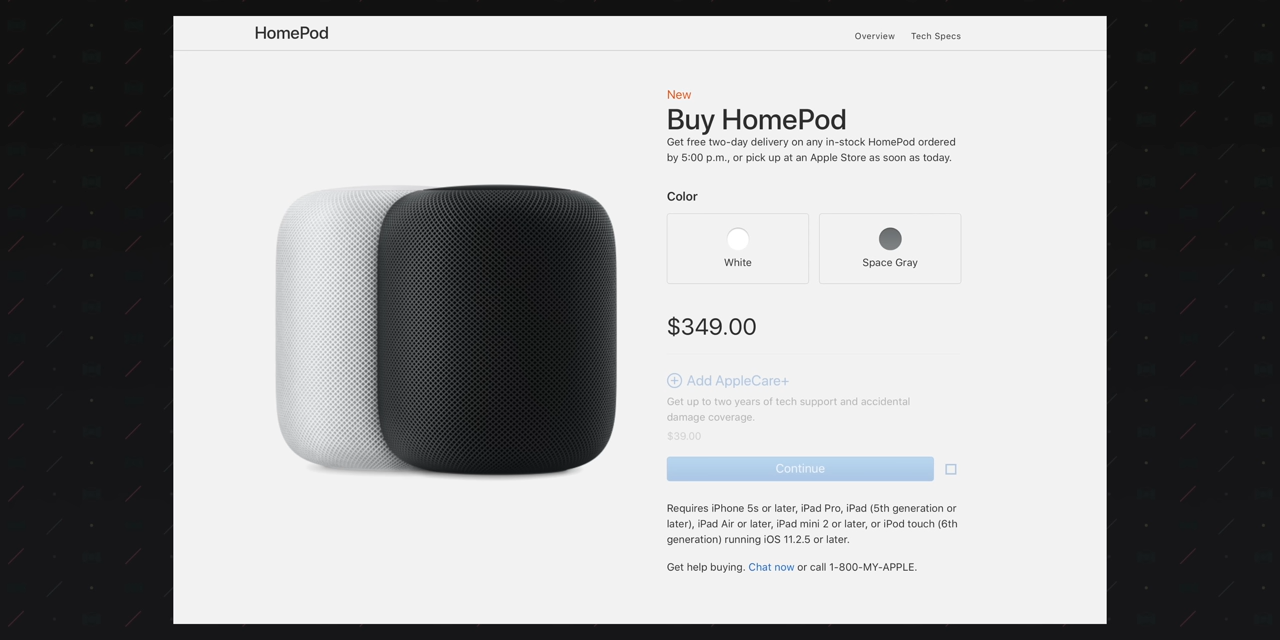 HomePod
Overview
Tech Specs
New
Buy HomePod
Get free two-day delivery on any in-stock HomePod ordered
by 5:00 p.m., or pick up at an Apple Store as soon as today.
Color
White
Space Gray
$349.00
Add AppleCare+
Get up to two years of tech support and accidental
damage coverage.
$39.00
Continue
Requires iPhone 5s or later, iPad Pro, iPad (5th generation or
later), iPad Air or later, iPad mini 2 or later, or iPod touch (6th
generation) running iOS 11.2.5 or later.
Get help buying. Chat now or call 1-800-MY-APPLE.